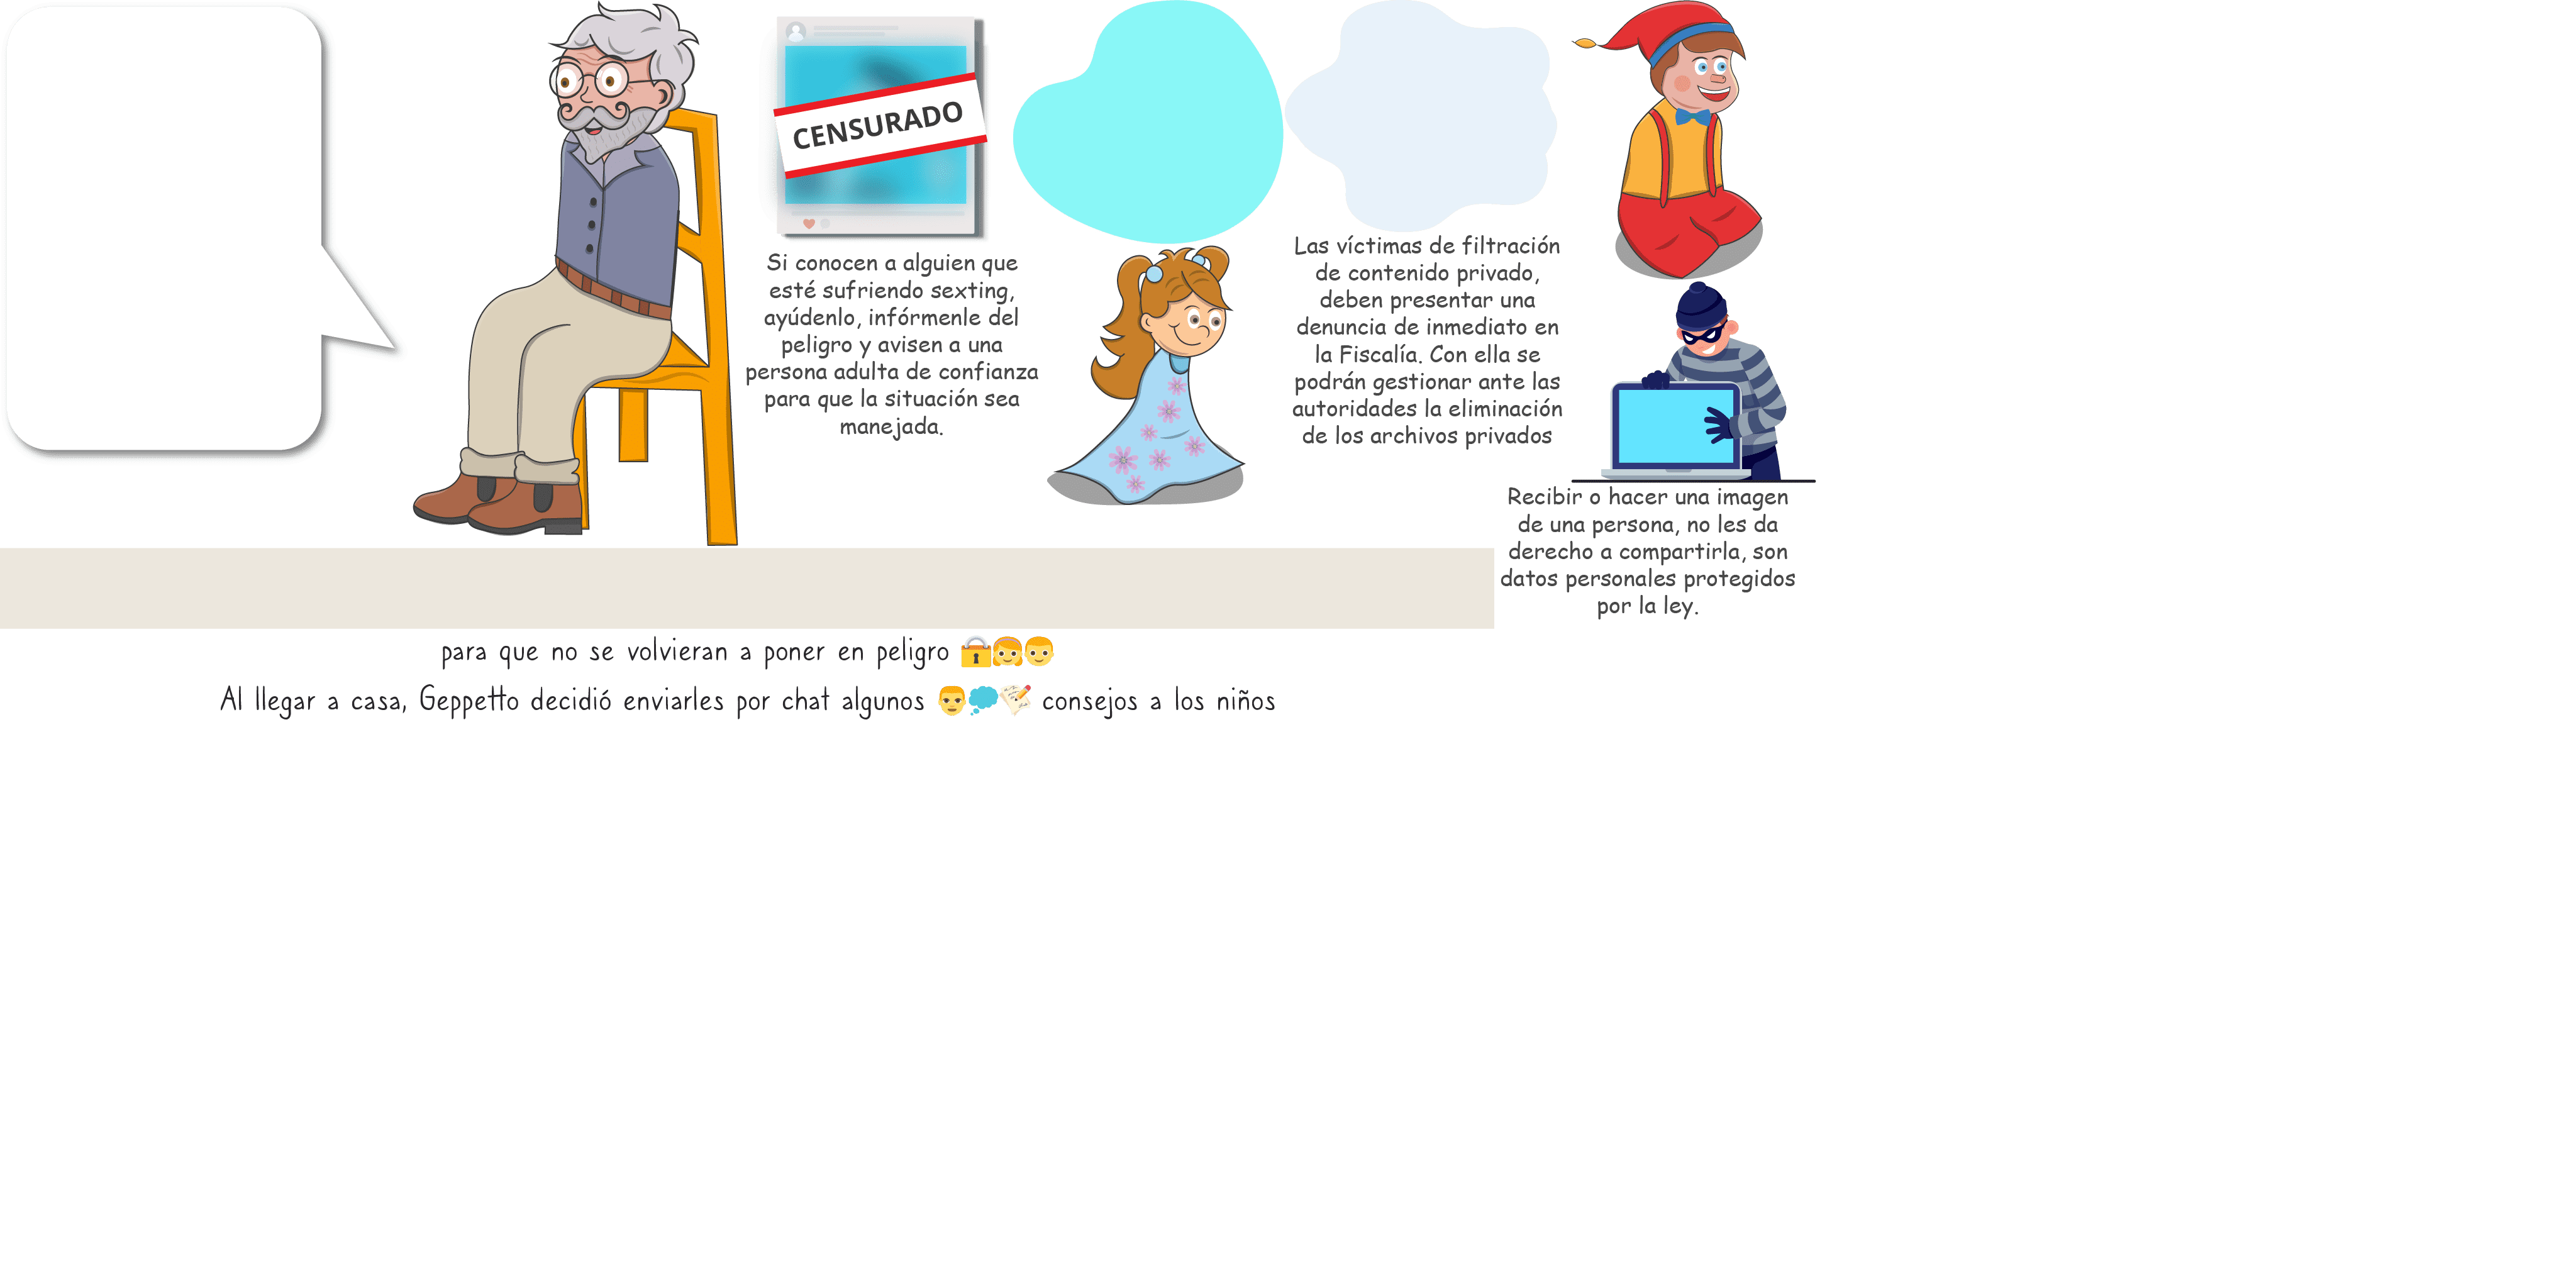 CENSURADO
Si conocen a alguien que
esté sufriendo sexting,
ayúdenlo, infórmenle del
peligro y avisen a una
persona adulta de confianza
para que la situación sea
manejada.
Las víctimas de filtración
de contenido privado,
deben presentar una
denuncia de inmediato en
la Fiscalía. Con ella se
podrán gestionar ante las
autoridades la eliminación
de los archivos privados
Recibir o hacer una imagen
de una persona, no les da
derecho a compartirla, son
datos personales protegidos
por la ley.
para que no se volvieran a poner en peligro 🔒👧👦
Al llegar a casa, Geppetto decidió enviarles por chat algunos 👨💭📝 consejos a los niños